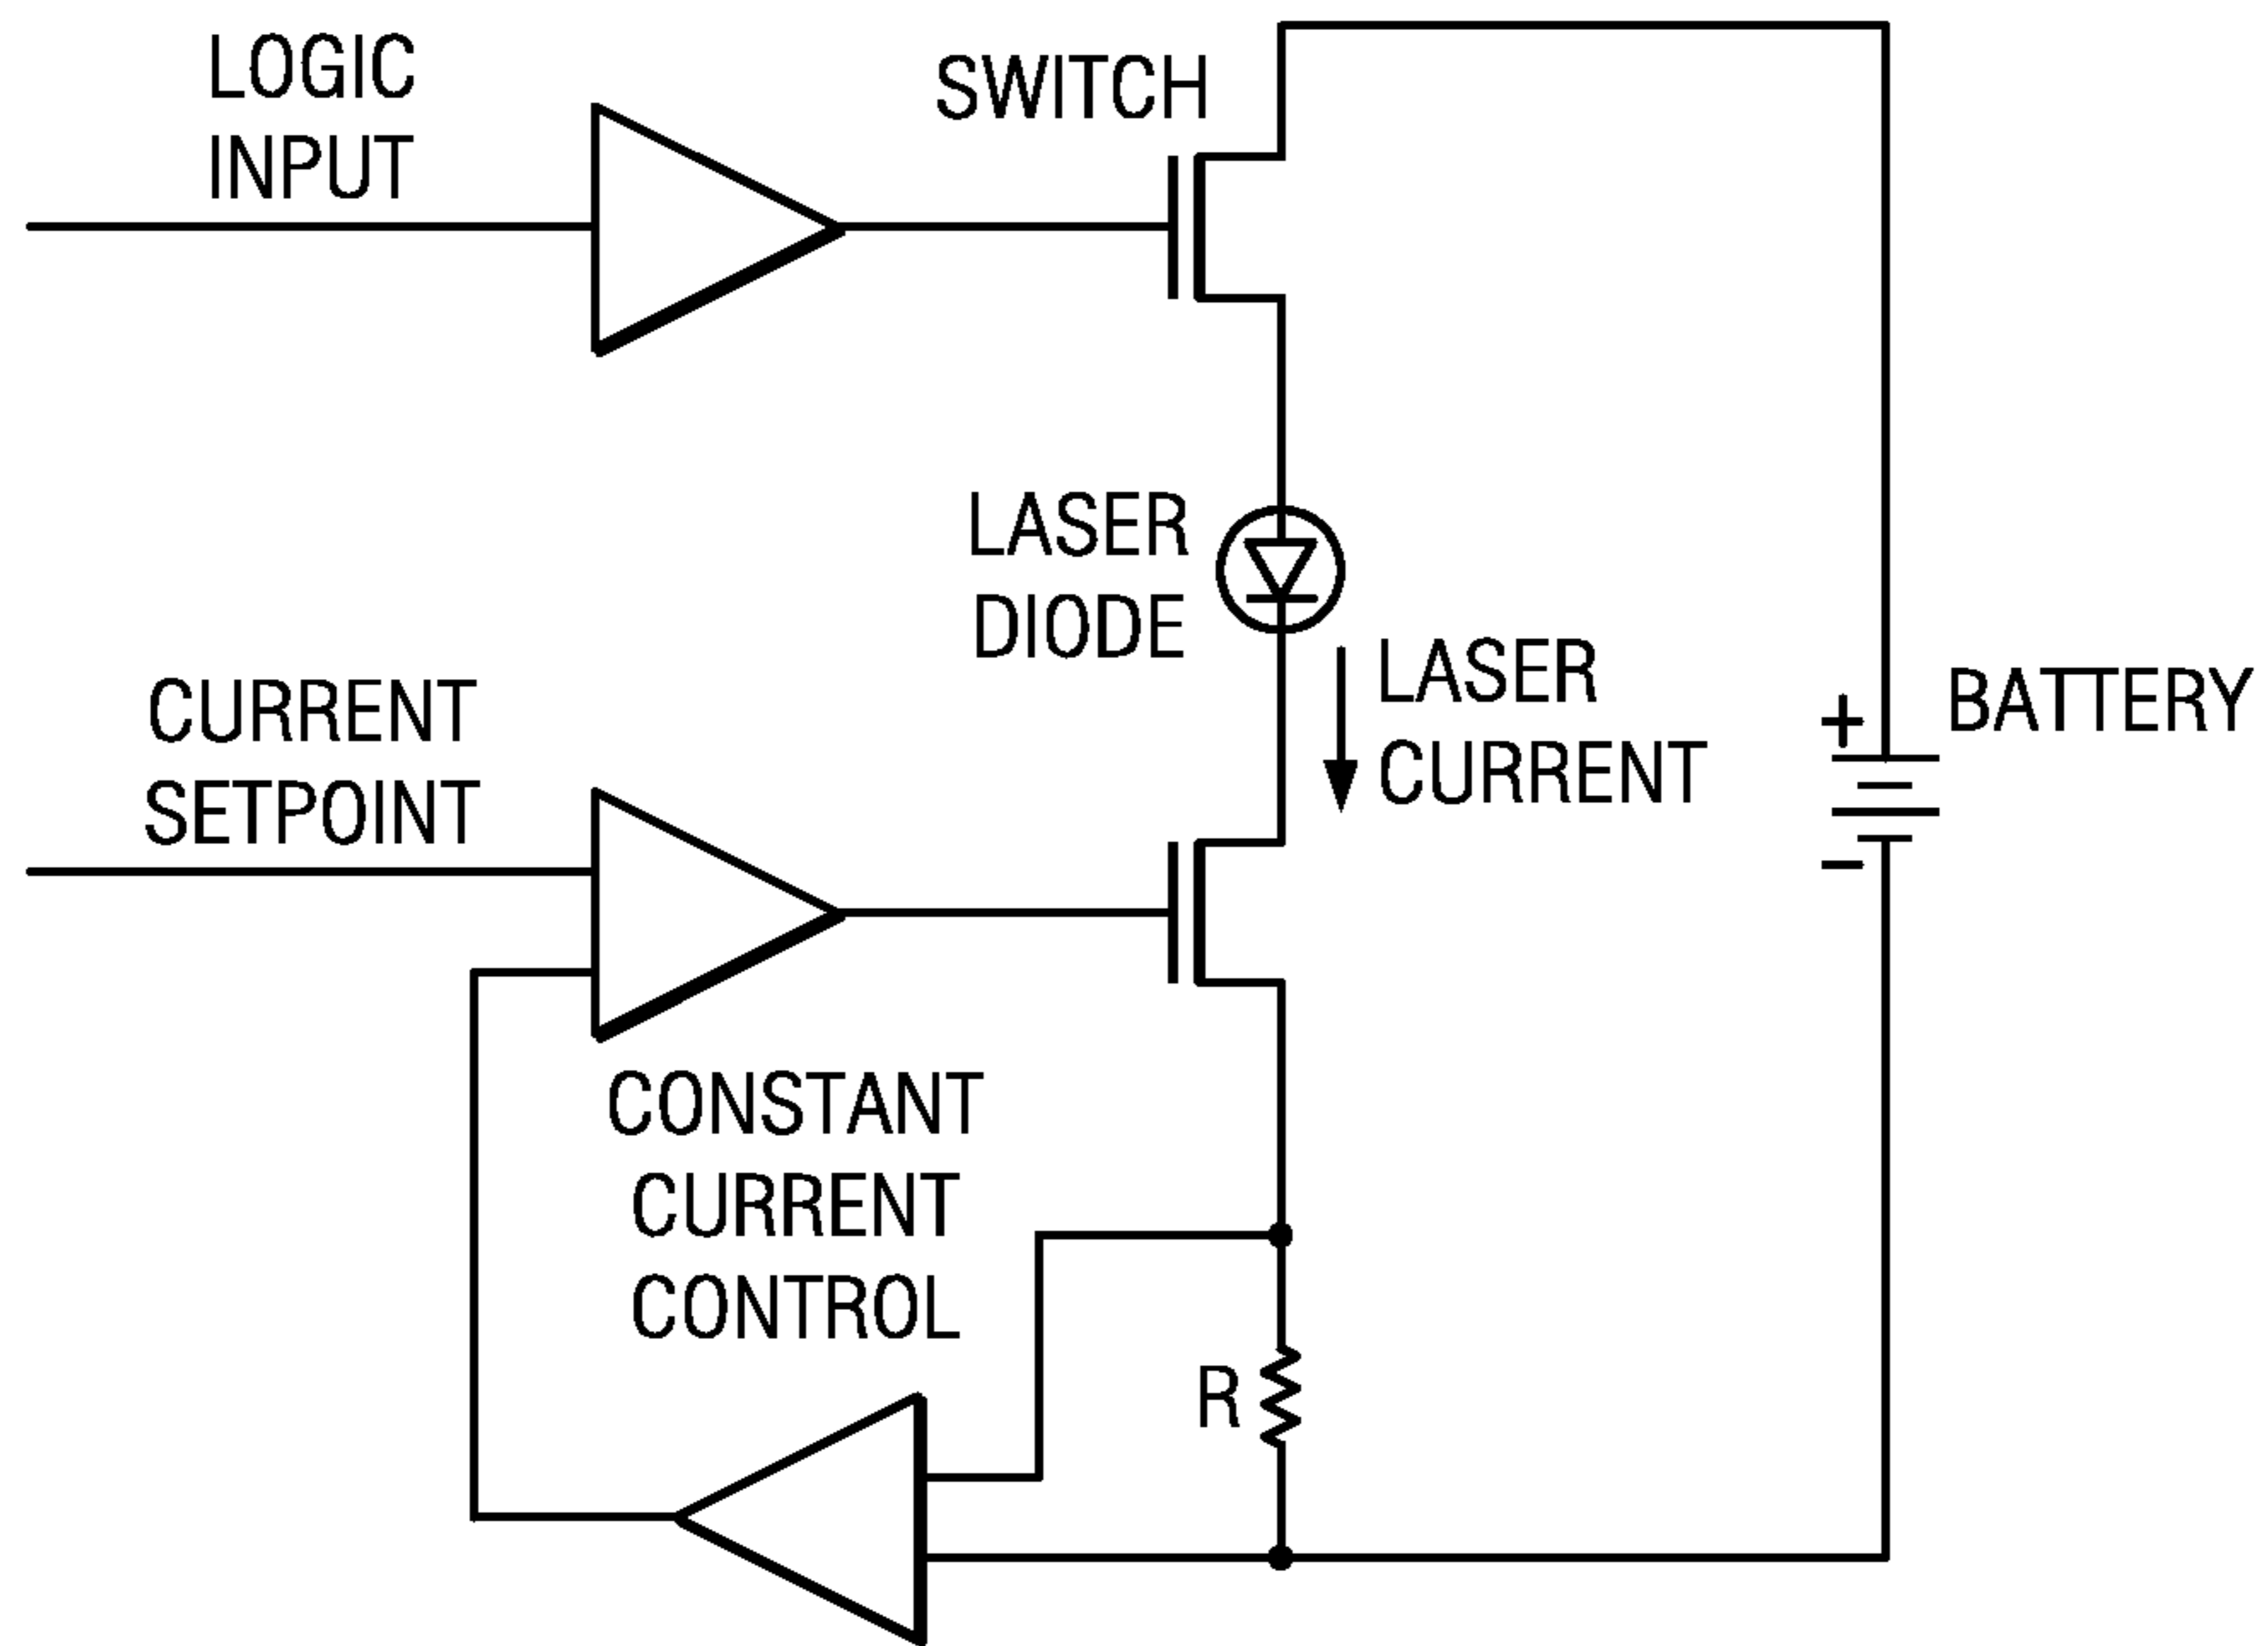 LOGIC
INPUT
SWITCH
LASER
DIODE
LASER
CURRENT
+
BATTERY
-
CURRENT
SETPOINT
CONSTANT
CURRENT
CONTROL
R